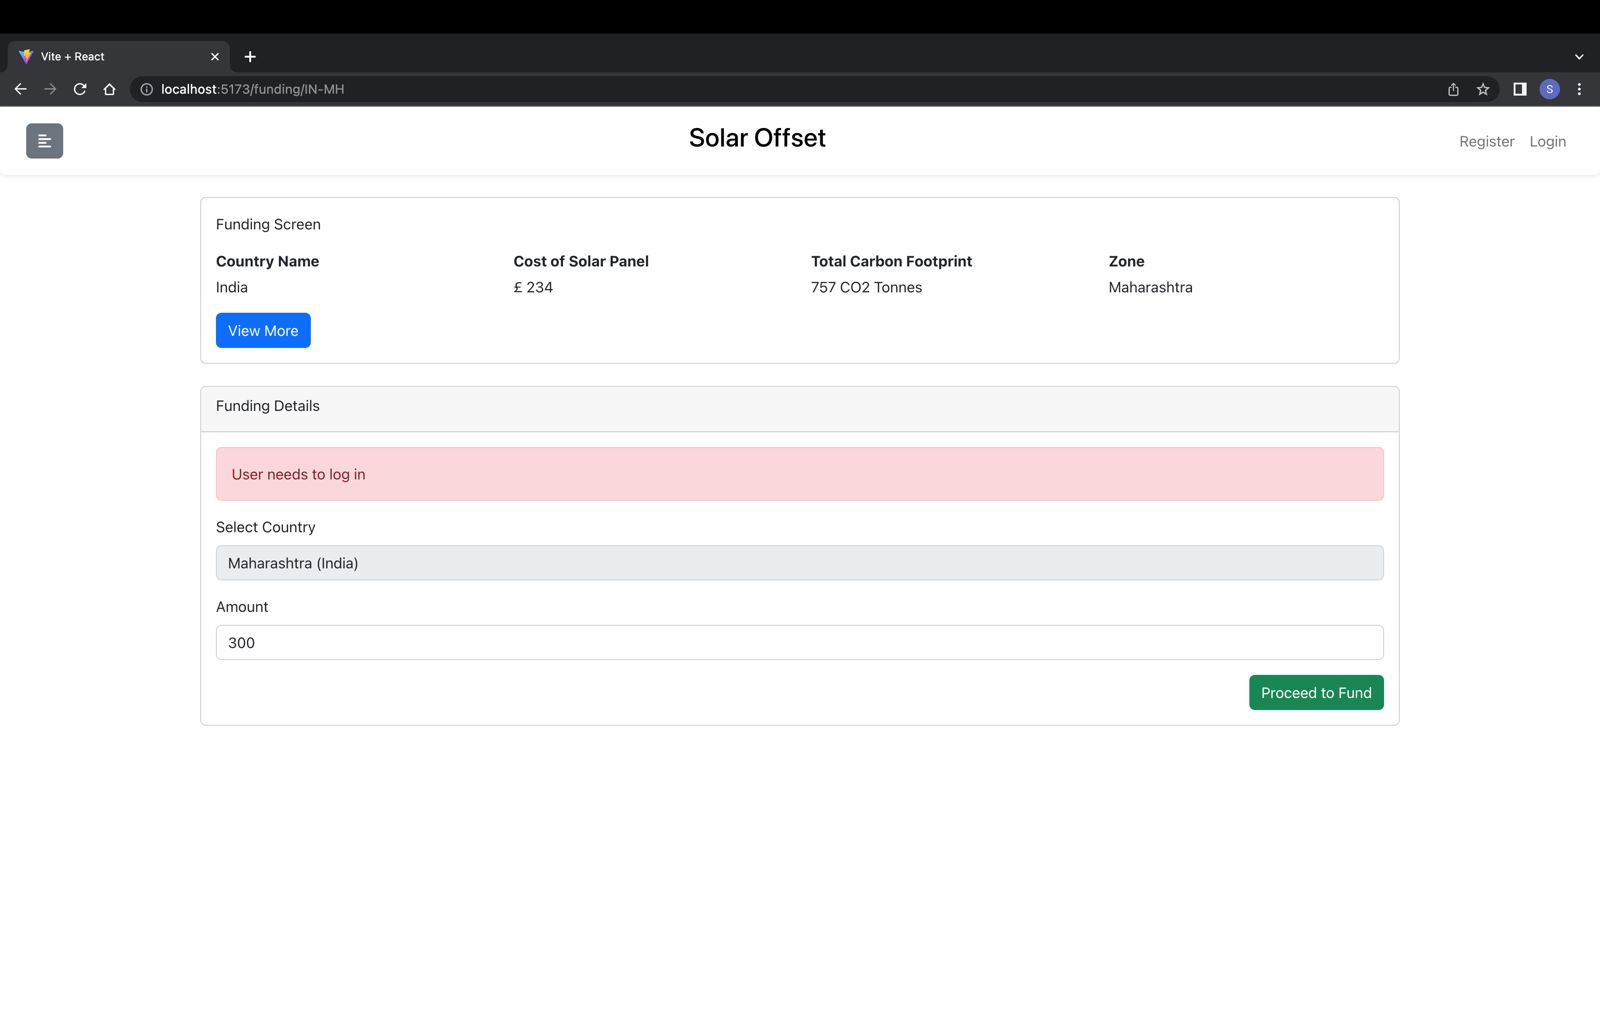 Vite + React
localhost:5173/funding/IN-MH
S
Solar Offset
Register Login
Funding Screen
Country Name Cost of Solar Panel Total Carbon Footprint Zone
India £ 234 757 CO2 Tonnes Maharashtra
View More
Funding Details
User needs to log in
Select Country
Maharashtra (India)
Amount
300
Proceed to Fund